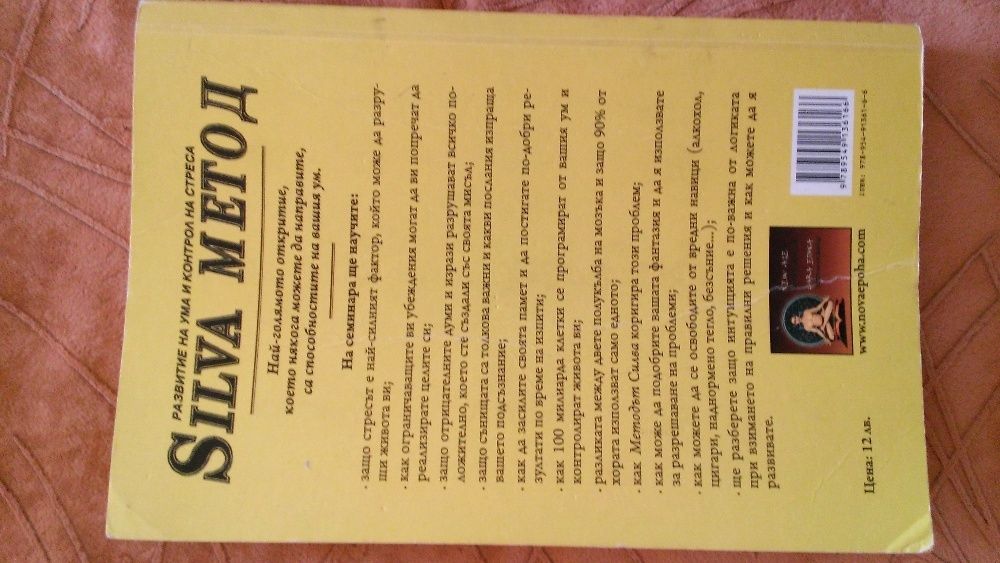 РАЗВИТИЕ НА УМА И КОНТРОЛ НА СТРЕСА
SILVA МЕТОД
Най-голямото откритие,
което някога можете да направите,
са способностите на вашия ум.
На семинара ще научите:
· защо стресът е най-силният фактор, който може да разру-
ши живота ви;
· как ограничаващите ви убеждения могат да ви попречат да
реализирате целите си;
· защо отрицателните думи и изрази разрушават всичко по-
ложително, което сте създали със своята мисъл;
· защо сънищата са толкова важни и какви послания изпраща
вашето подсъзнание;
· как да засилите своята памет и да постигате по-добри ре-
зултати по време на изпити;
· как 100 милиарда клетки се програмират от вашия ум и
контролират живота ви;
· разликата между двете полукълба на мозъка и защо 90% от
хората използват само едното;
· как Методът Силва коригира този проблем;
· как може да подобрите вашата фантазия и да я използвате
за разрешаване на проблеми;
· как можете да се освободите от вредни навици (алкохол,
цигари, наднормено тегло, безсъние...);
· ще разберете защо интуицията е по-важна от логиката
при взимането на правилни решения и как можете да я
развивате.
Цена: 12 лв.
www.novaepoha.com
9789549136166
ISBN: 978-954-91361-6-6